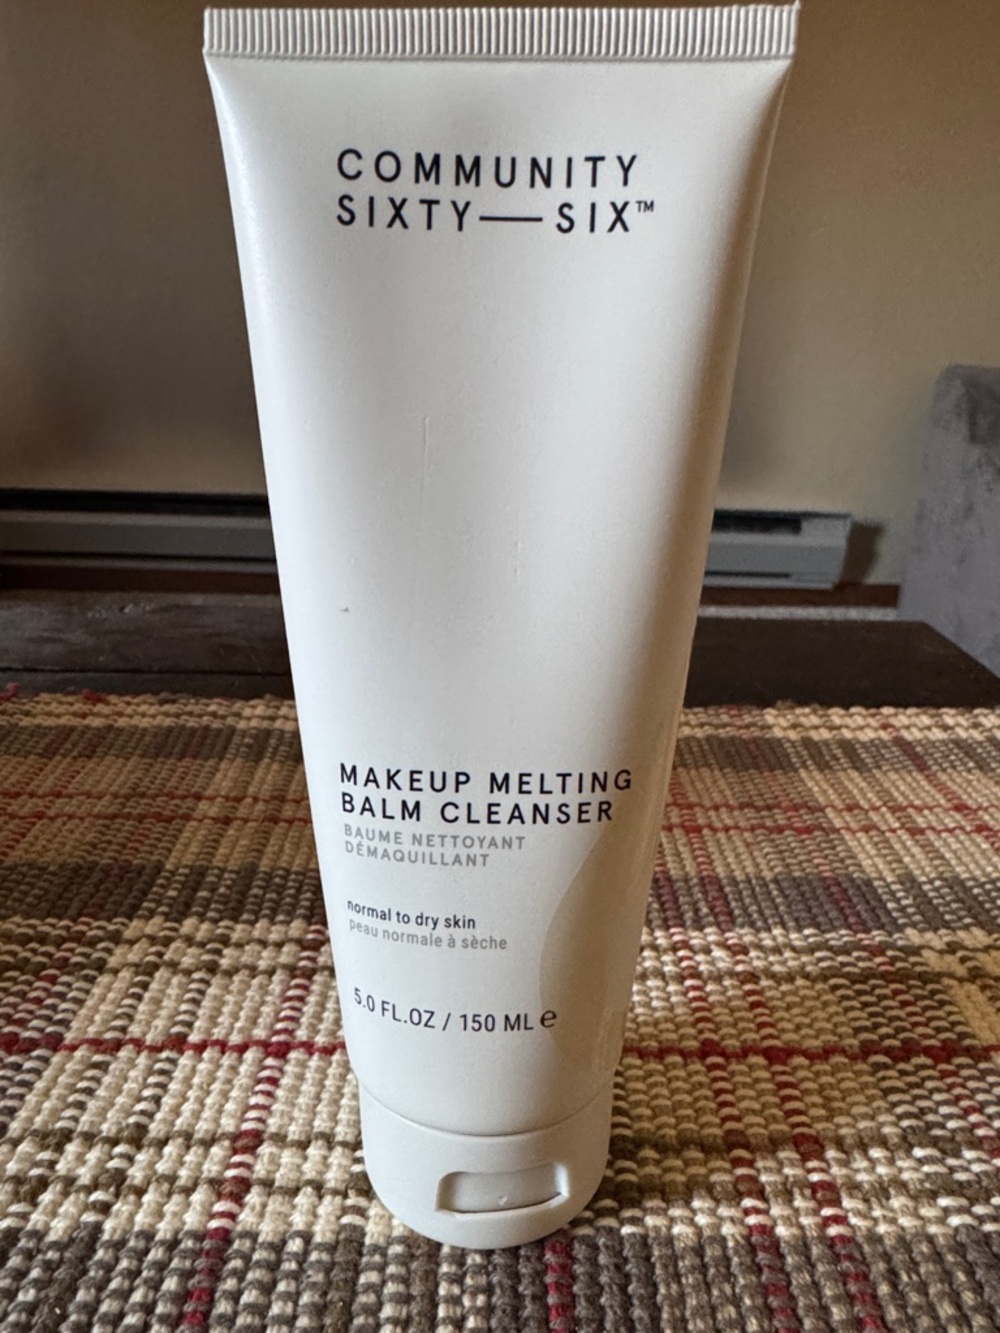 COMMUNITY
SIXTY—SIX™
MAKEUP MELTING
BALM CLEANSER
BAUME NETTOYANT
DÉMAQUILLANT
normal to dry skin
peau normale à sèche
5.0 FL.OZ / 150 ML ℮